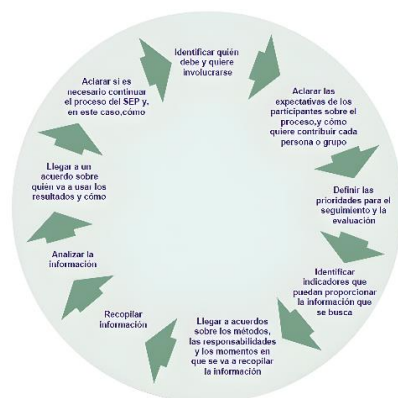 Identificar quién
debe y quiere
involucrarse
Aclarar las
expectativas de los
participantes sobre el
proceso,y cómo
quiere contribuir cada
persona o grupo
Definir las
prioridades para el
seguimiento y la
evaluación
Identificar
indicadores que
puedan proporcionar
la información que
se busca
Llegar a acuerdos
sobre los métodos,
las responsabilidades
y los momentos en
que se va a recopilar
la información
Recopilar
información
Analizar la
información
Llegar a un
acuerdo sobre
quién va a usar los
resultados y cómo
Aclarar si es
necesario continuar
el proceso del SEP y,
en este caso,cómo